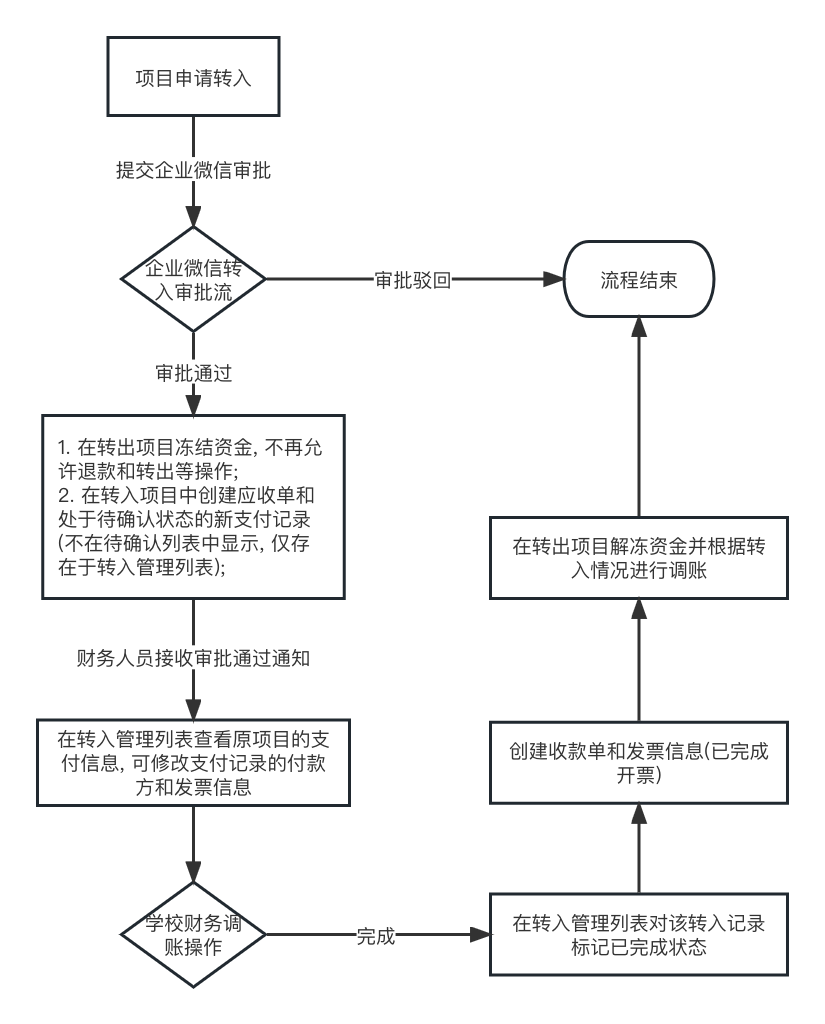 项目申请转入
提交企业微信审批
企业微信转
入审批流
审批驳回
流程结束
审批通过
1. 在转出项目冻结资金, 不再允
许退款和转出等操作;
2. 在转入项目中创建应收单和
处于待确认状态的新支付记录
(不在待确认列表中显示, 仅存
在于转入管理列表);
财务人员接收审批通过通知
在转入管理列表查看原项目的支
付信息, 可修改支付记录的付款
方和发票信息
学校财务调
账操作
完成
在转入管理列表对该转入记录
标记已完成状态
创建收款单和发票信息(已完成
开票)
在转出项目解冻资金并根据转
入情况进行调账